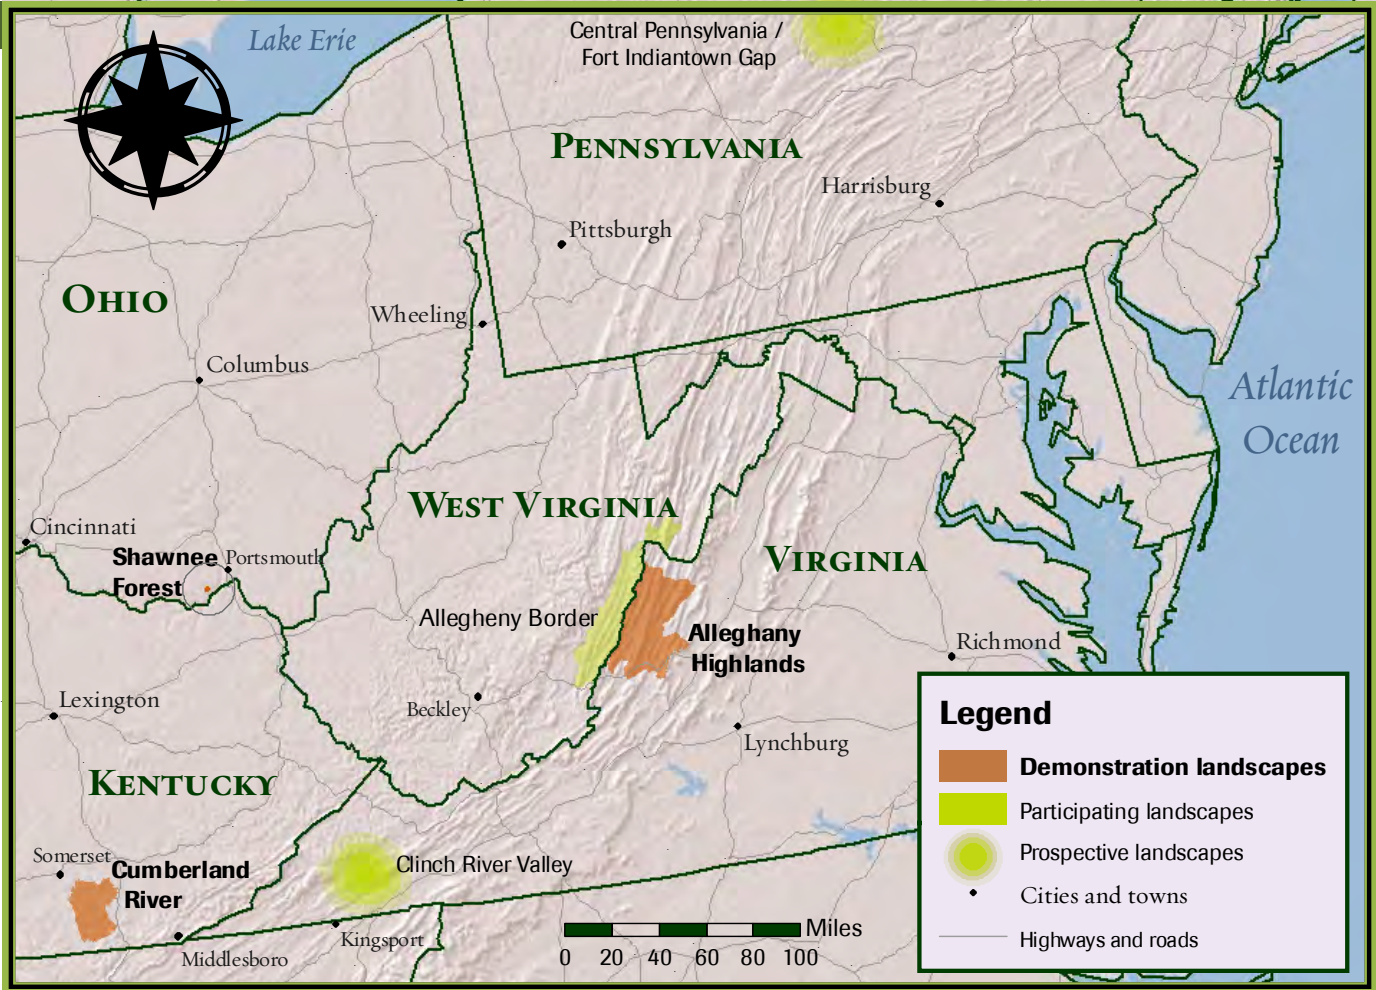 Lake Erie
Central Pennsylvania /
Fort Indiantown Gap
PENNSYLVANIA
Harrisburg
Pittsburgh
OHIO
Wheeling
Columbus
Atlantic
Ocean
WEST VIRGINIA
Cincinnati
Shawnee
Forest
Portsmouth
VIRGINIA
Allegheny Border
Alleghany
Highlands
Richmond
Lexington
Beckley
Lynchburg
KENTUCKY
Somerset
Cumberland
River
Clinch River Valley
Kingsport
Middlesboro
Miles
0 20 40 60 80 100
Legend
Demonstration landscapes
Participating landscapes
Prospective landscapes
Cities and towns
Highways and roads